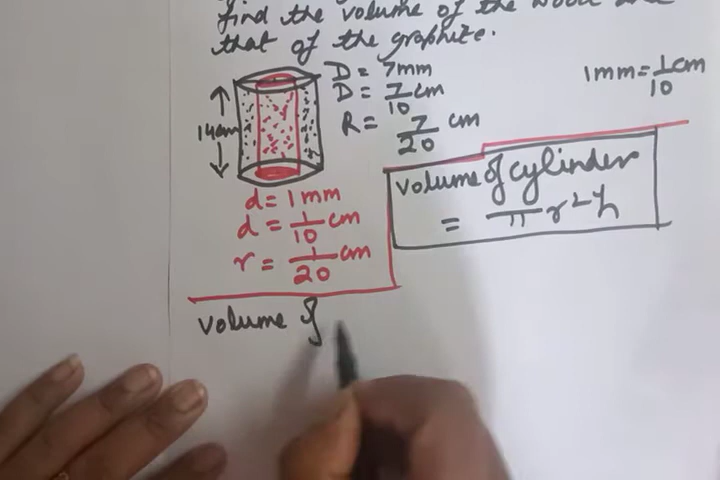 find the volume of the wood and
that of the graphite.
D = 7mm
D = 7/10 cm
R = 7/20 cm
1mm = 1/10 cm
14cm
d = 1mm
d = 1/10 cm
r = 1/20 cm
volume of cylinder
= π r² h
volume of